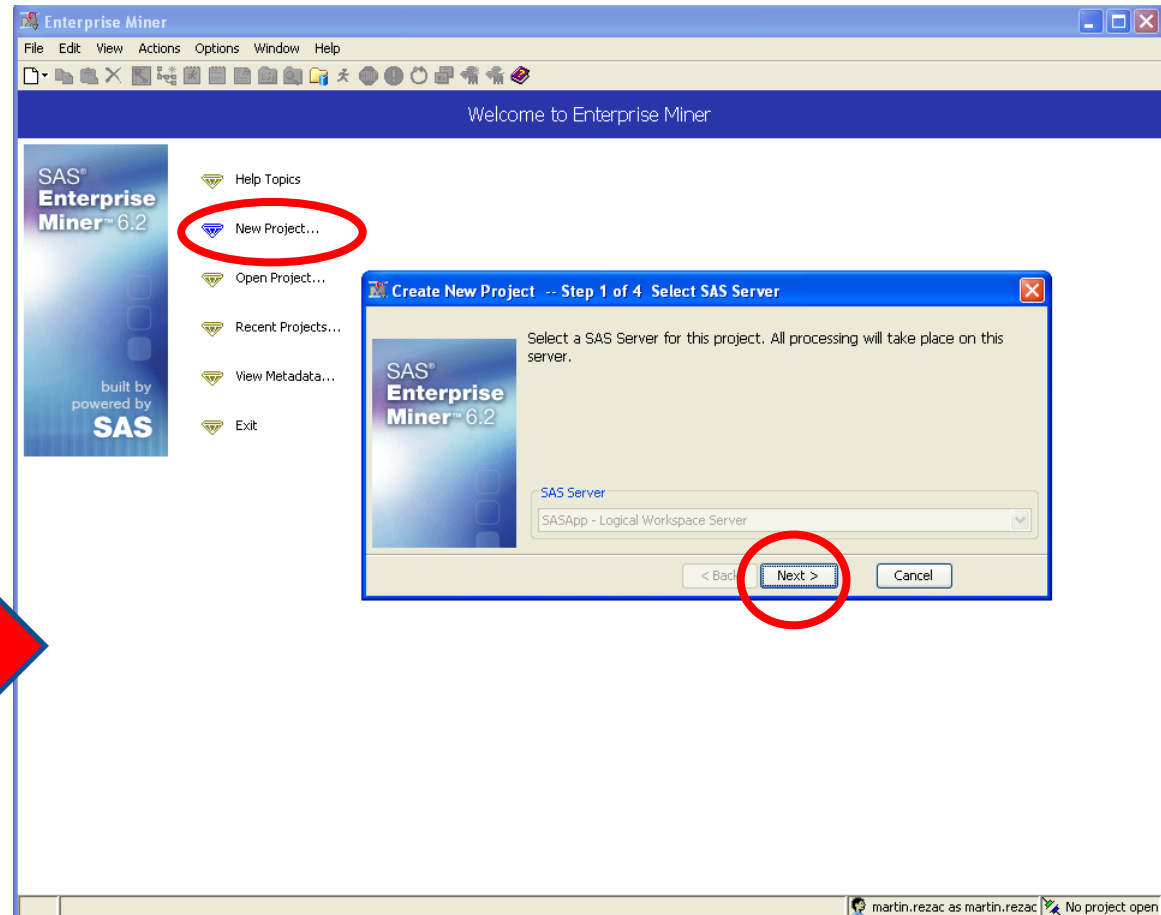 Enterprise Miner
File Edit View Actions Options Window Help
Welcome to Enterprise Miner
SAS®
Enterprise
Miner™ 6.2
built by
powered by
SAS
Help Topics
New Project...
Open Project...
Recent Projects...
View Metadata...
Exit
Create New Project -- Step 1 of 4 Select SAS Server
SAS®
Enterprise
Miner™ 6.2
Select a SAS Server for this project. All processing will take place on this
server.
SAS Server
SASApp - Logical Workspace Server
< Back Next > Cancel
martin.rezac as martin.rezac No project open